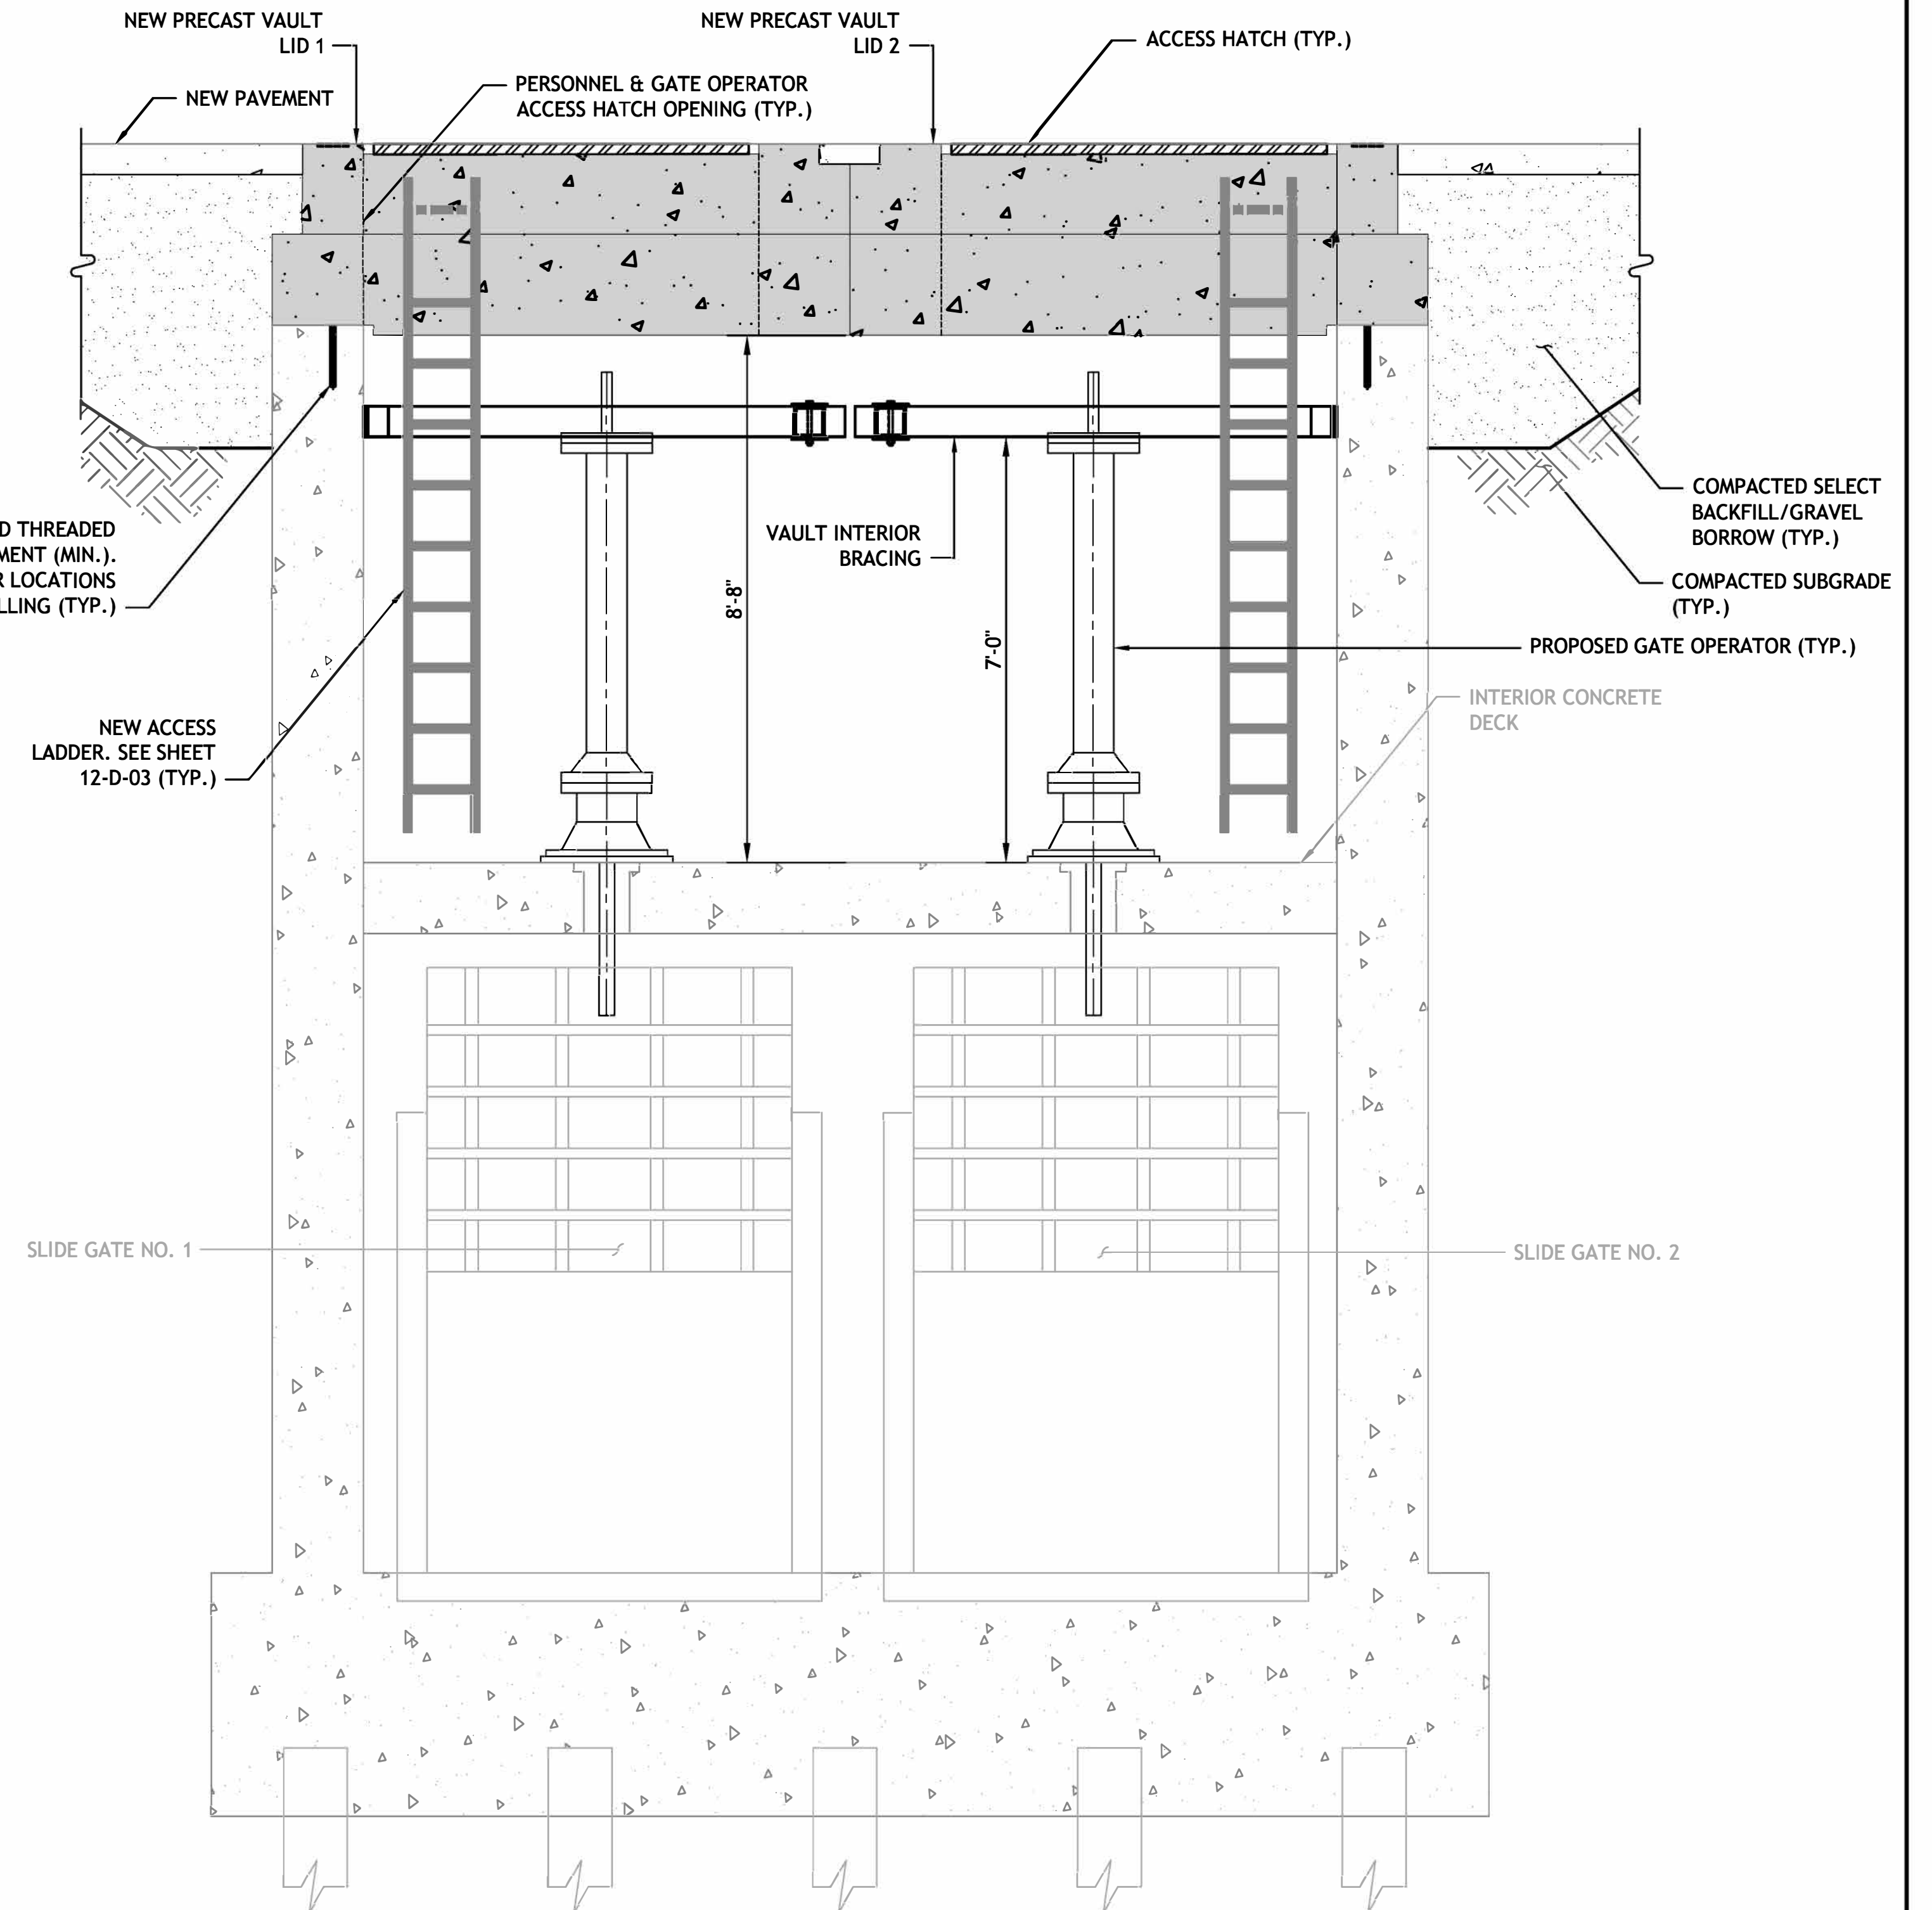 NEW PRECAST VAULT
LID 1
NEW PRECAST VAULT
LID 2
ACCESS HATCH (TYP.)
PERSONNEL & GATE OPERATOR
ACCESS HATCH OPENING (TYP.)
NEW PAVEMENT
COMPACTED SELECT
BACKFILL/GRAVEL
BORROW (TYP.)
D THREADED
MENT (MIN.).
R LOCATIONS
LLING (TYP.)
VAULT INTERIOR
BRACING
8'-8"
7'-0"
COMPACTED SUBGRADE
(TYP.)
PROPOSED GATE OPERATOR (TYP.)
INTERIOR CONCRETE
DECK
NEW ACCESS
LADDER. SEE SHEET
12-D-03 (TYP.)
SLIDE GATE NO. 1
SLIDE GATE NO. 2